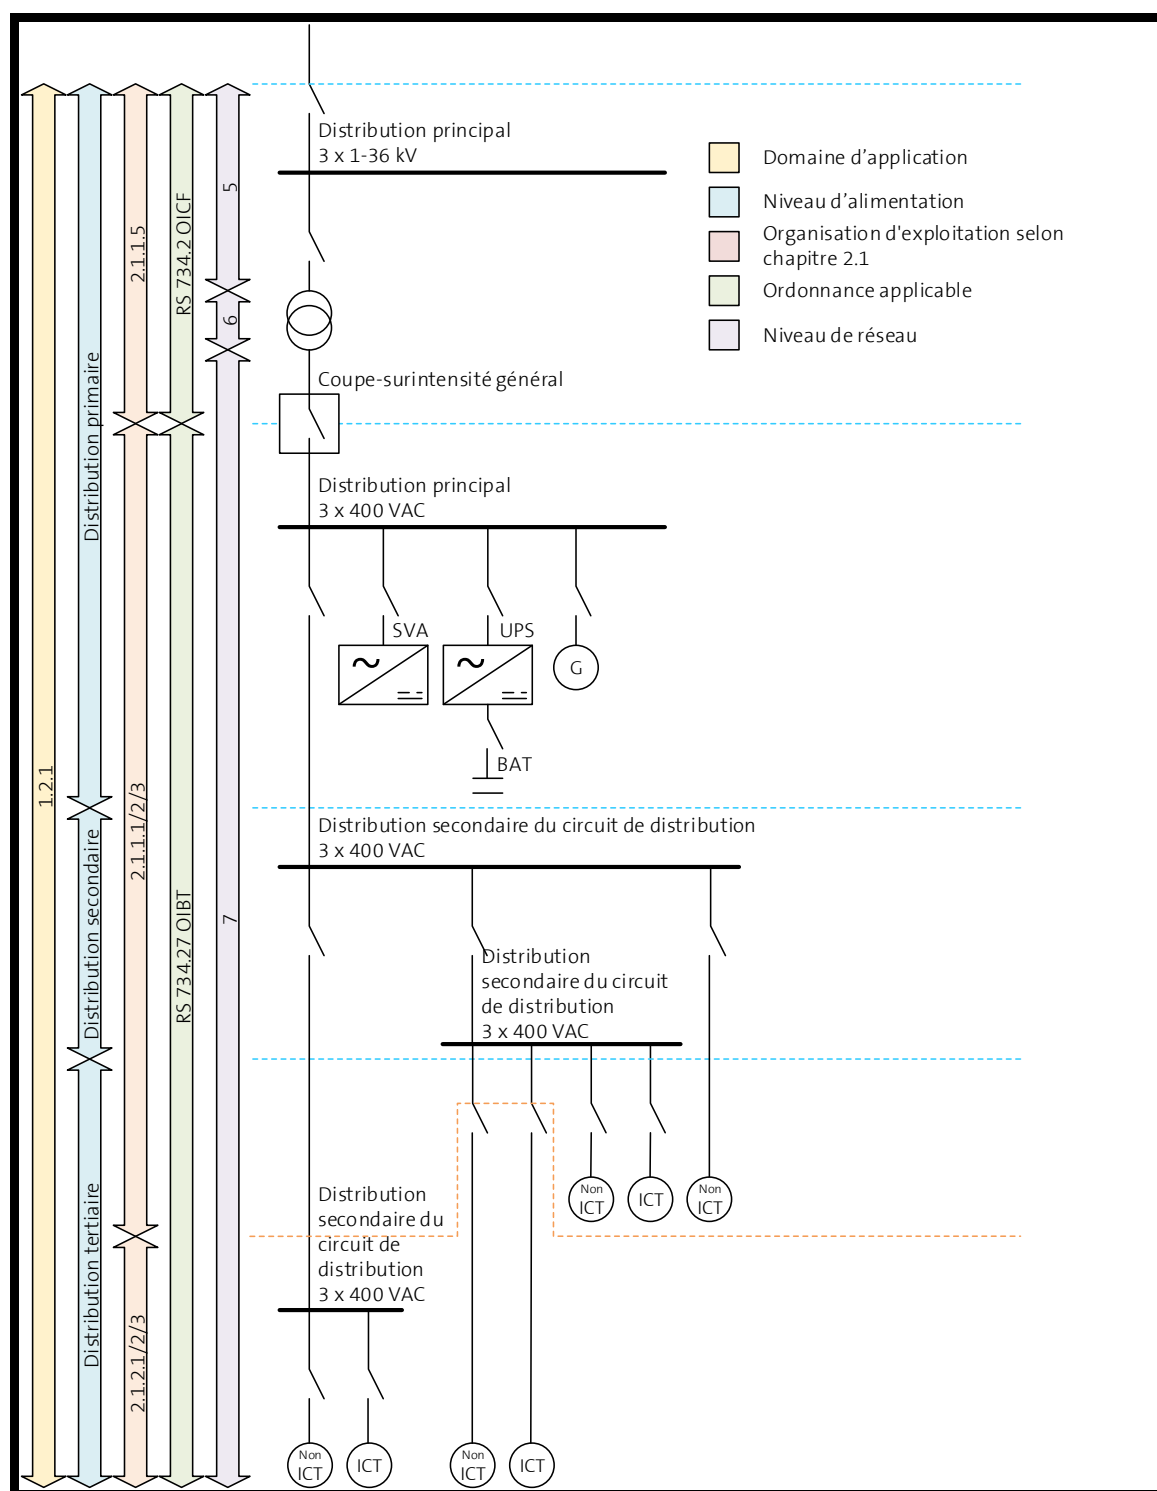 Distribution principal
3 x 1-36 kV
Domaine d'application
Niveau d'alimentation
Organisation d'exploitation selon
chapitre 2.1
Ordonnance applicable
Niveau de réseau
1.2.1
Distribution primaire
Distribution secondaire
Distribution tertiaire
2.1.1.5
2.1.1.1/2/3
2.1.2.1/2/3
RS 734.2 OICF
RS 734.27 OIBT
5
6
7
Coupe-surintensité général
Distribution principal
3 x 400 VAC
SVA
UPS
G
BAT
Distribution secondaire du circuit de distribution
3 x 400 VAC
Distribution
secondaire du circuit
de distribution
3 x 400 VAC
Non
ICT
ICT
Non
ICT
Distribution
secondaire du
circuit de
distribution
3 x 400 VAC
Non
ICT
ICT
Non
ICT
ICT